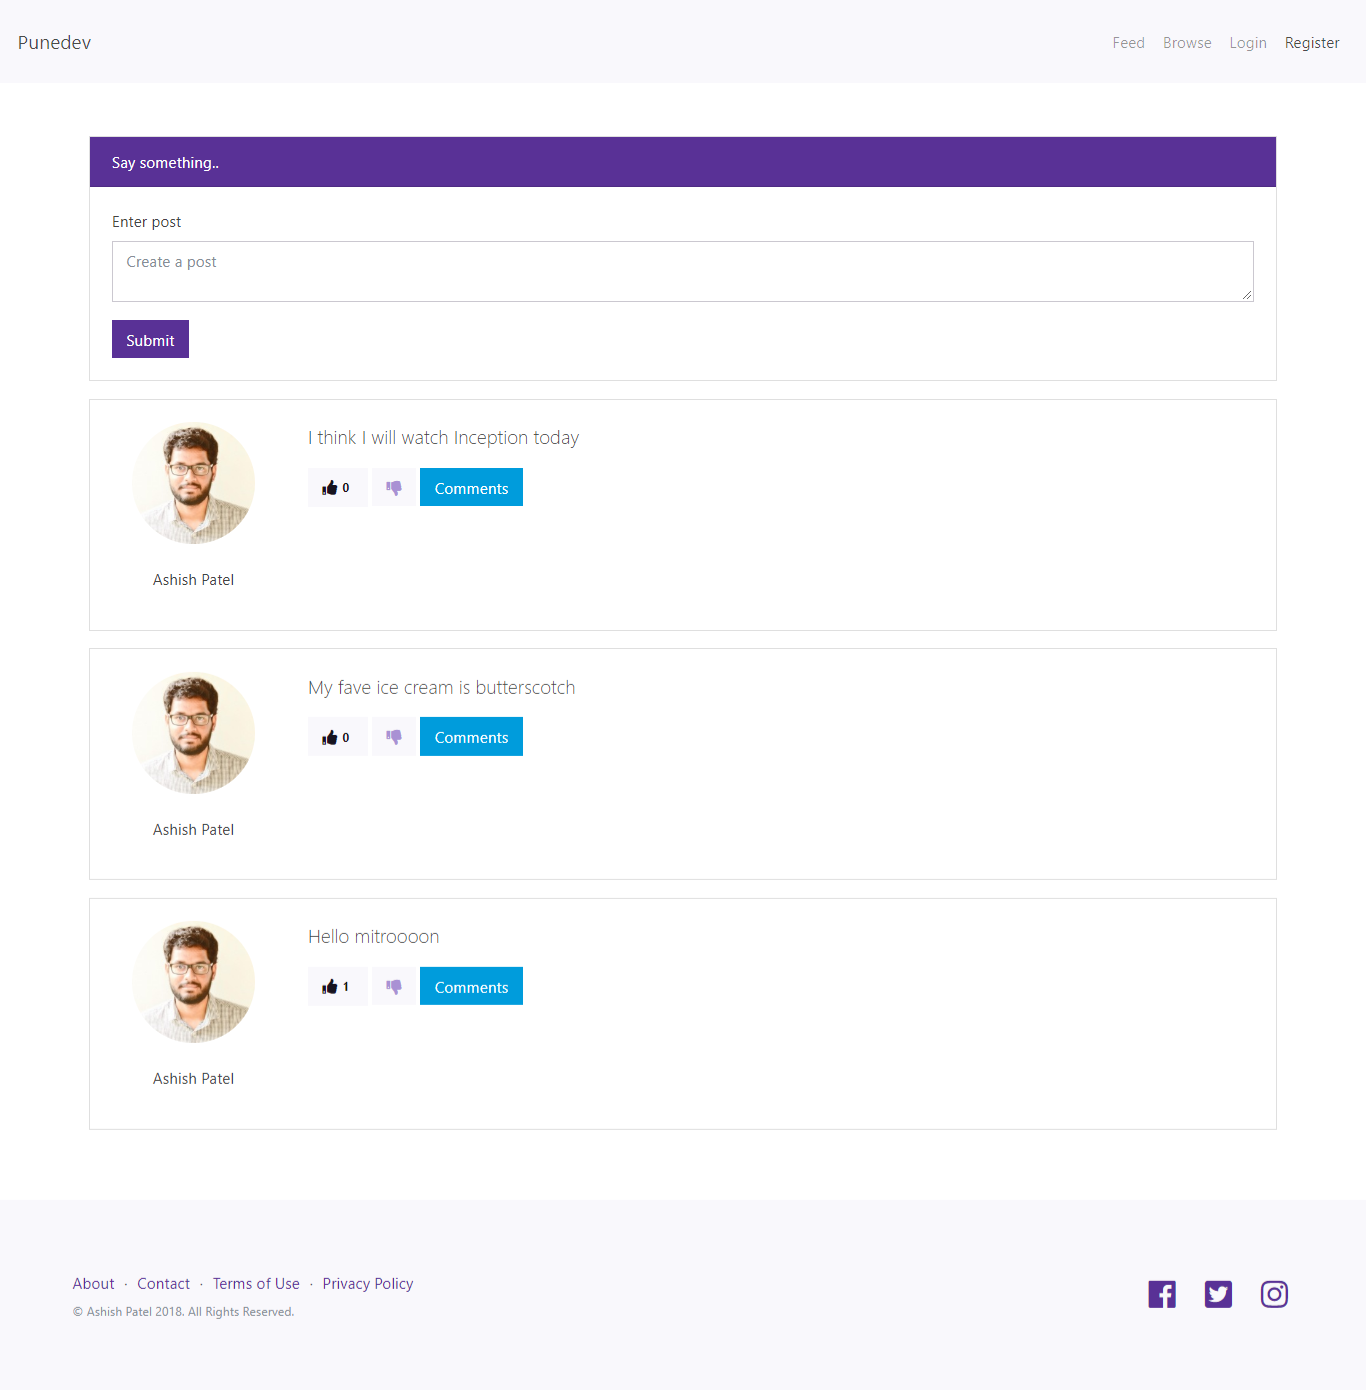 Punedev
Feed Browse Login Register
Say something..
Enter post
Create a post
Submit
I think I will watch Inception today
0 Comments
Ashish Patel
My fave ice cream is butterscotch
0 Comments
Ashish Patel
Hello mitroooon
1 Comments
Ashish Patel
About · Contact · Terms of Use · Privacy Policy
© Ashish Patel 2018. All Rights Reserved.